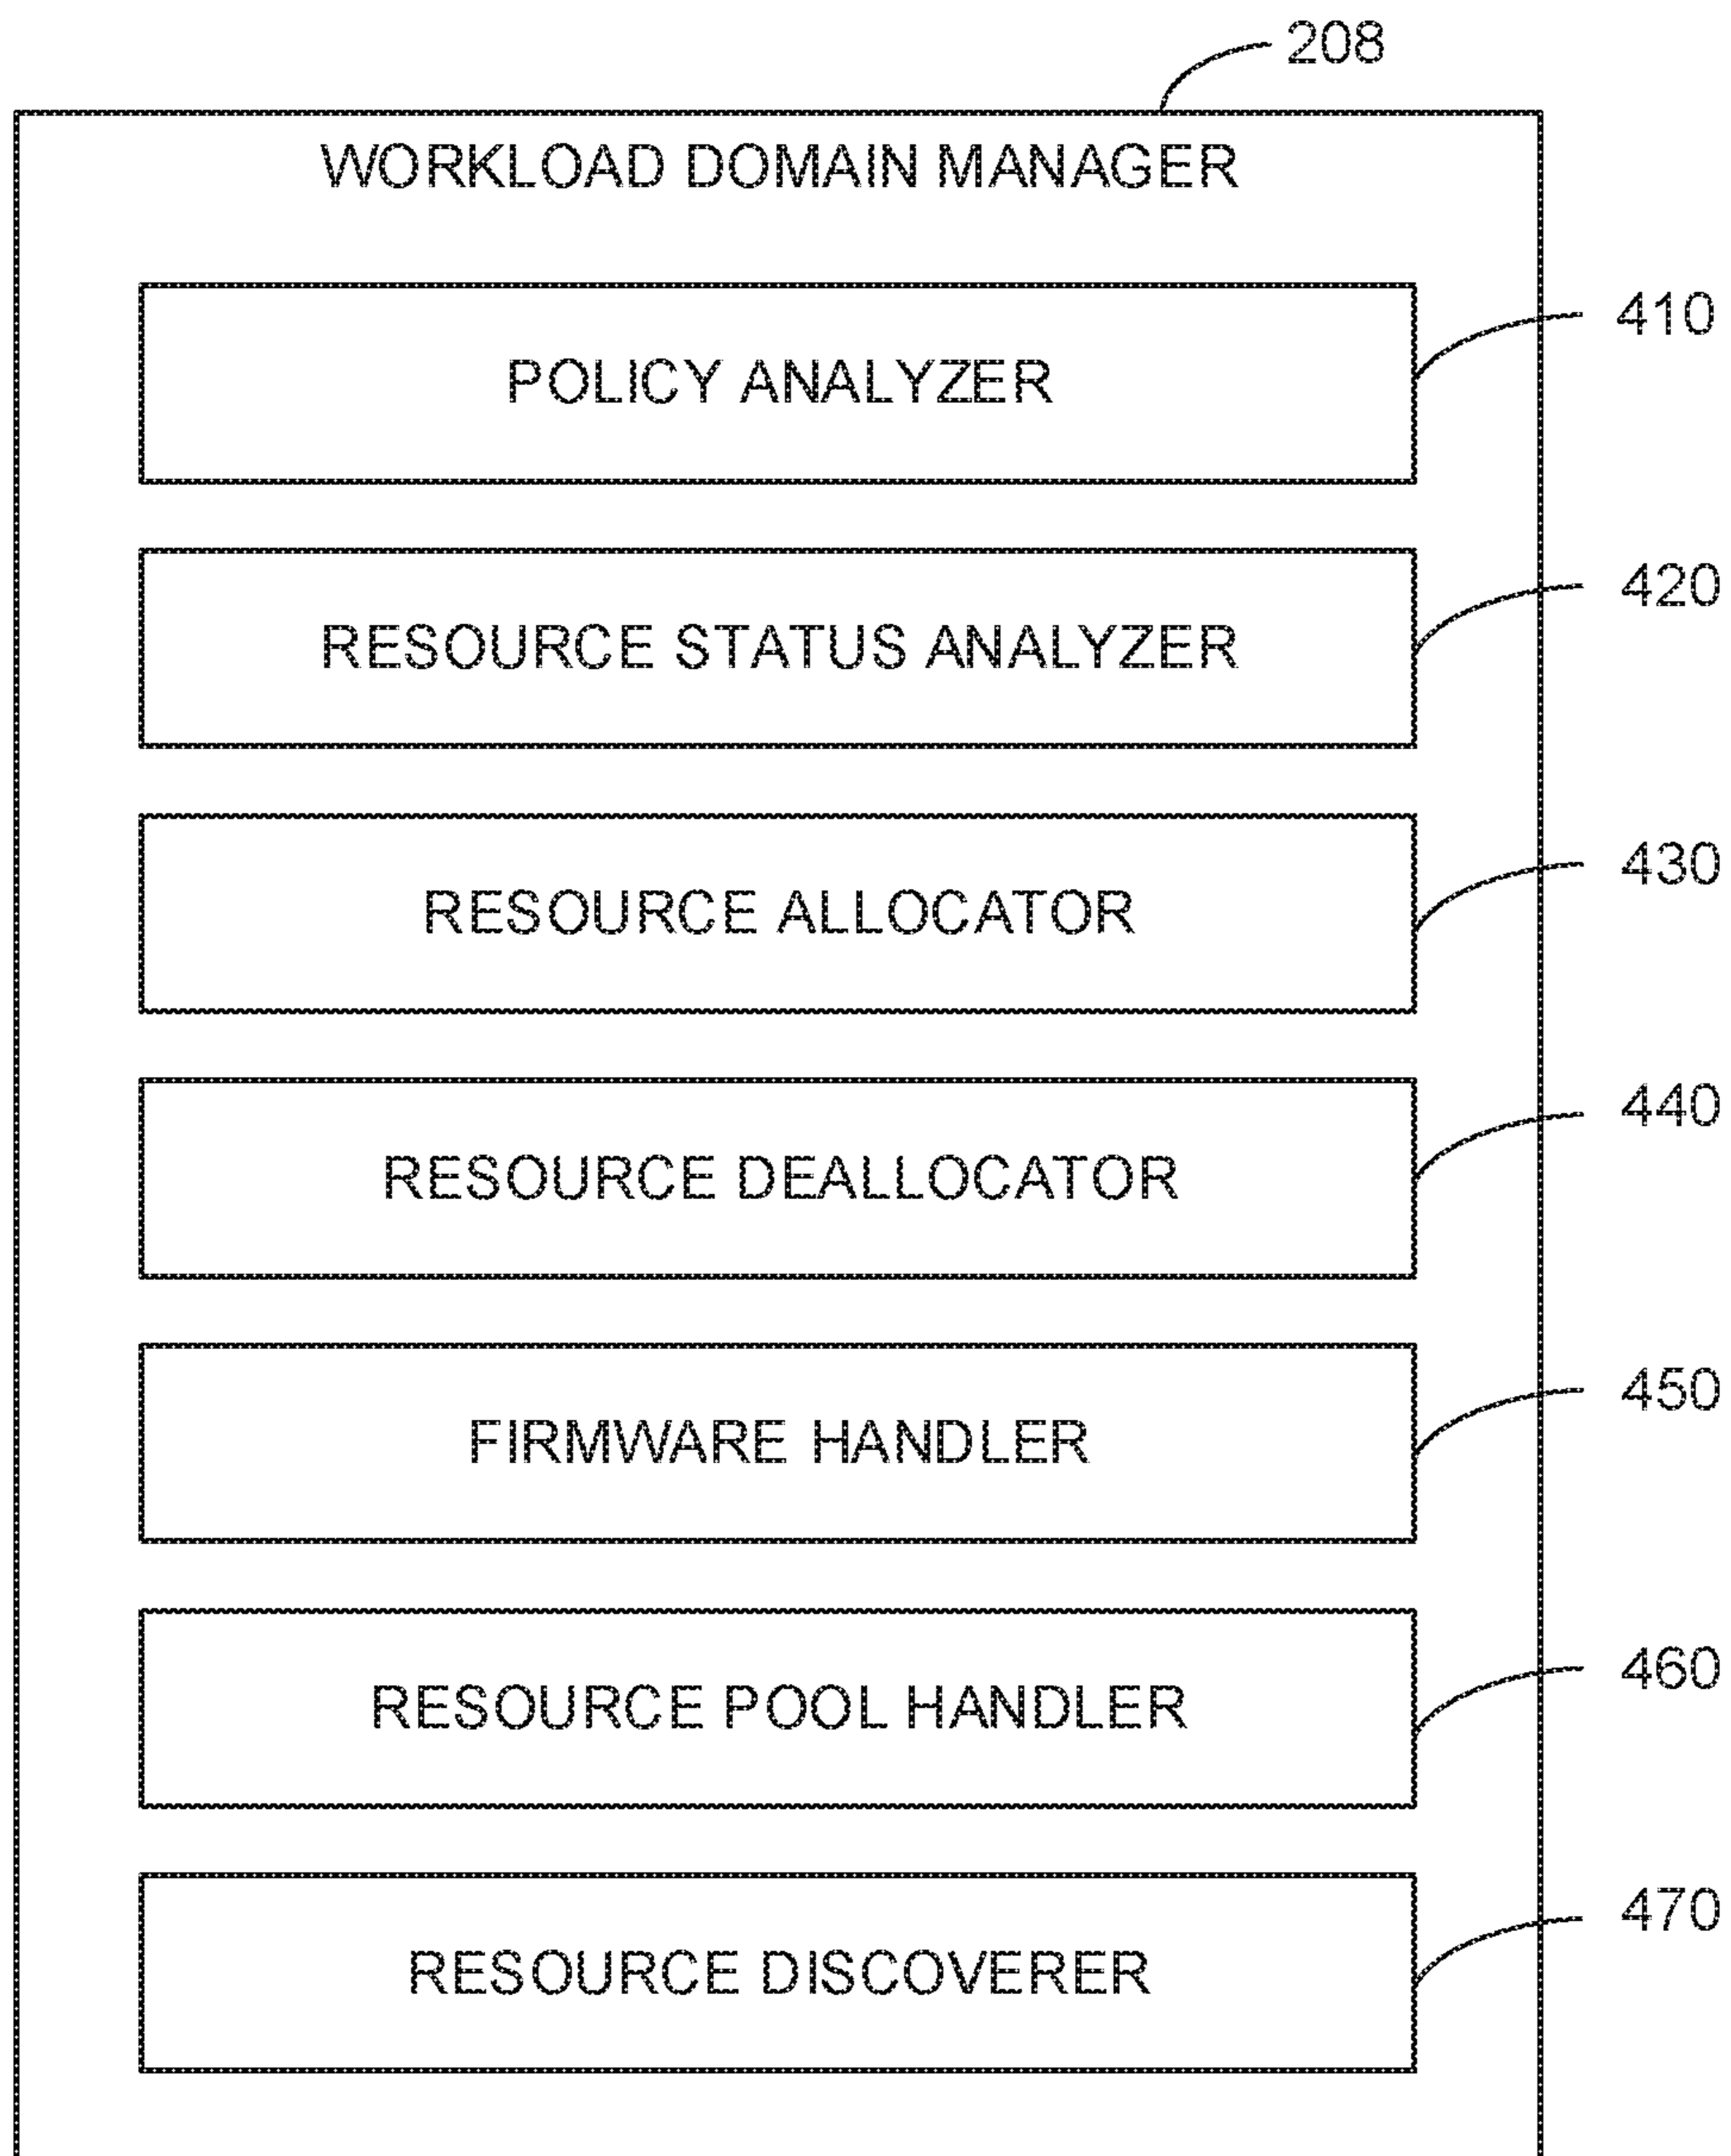 208
WORKLOAD DOMAIN MANAGER
410
POLICY ANALYZER
420
RESOURCE STATUS ANALYZER
430
RESOURCE ALLOCATOR
440
RESOURCE DEALLOCATOR
450
FIRMWARE HANDLER
460
RESOURCE POOL HANDLER
470
RESOURCE DISCOVERER